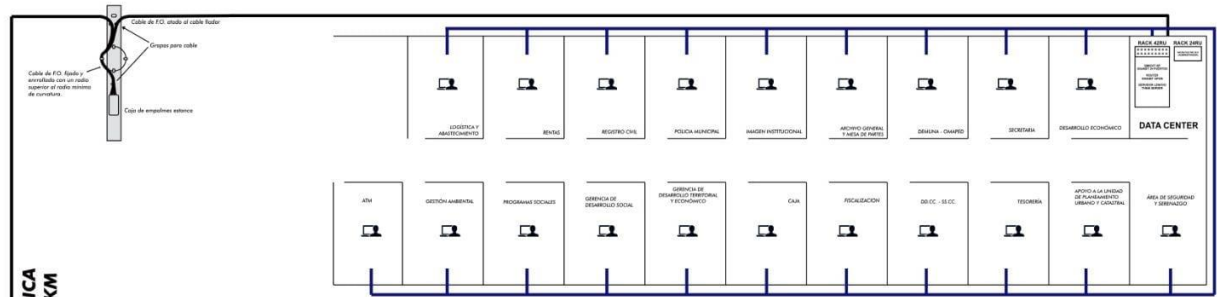 Cable de F.O. atado al cable fiador
Grapas para cable
Cable de F.O. fijado y
enrollado con un radio
superior al radio mínimo
de curvatura.
Caja de empalmes estanca
RACK 42RU
RACK 24RU
DATA CENTER
LOGÍSTICA Y
ABASTECIMIENTO
RENTAS
REGISTRO CIVIL
POLICIA MUNICIPAL
IMAGEN INSTITUCIONAL
ARCHIVO GENERAL
Y MESA DE PARTES
DEMUNA - OMAPED
SECRETARIA
DESARROLLO ECONÓMICO
ATM
GESTIÓN AMBIENTAL
PROGRAMAS SOCIALES
GERENCIA DE
DESARROLLO SOCIAL
GERENCIA DE
DESARROLLO TERRITORIAL
Y ECONÓMICO
CAJA
FISCALIZACION
DD.CC. - SS.CC.
TESORERÍA
APOYO A LA UNIDAD
DE PLANEAMIENTO
URBANO Y CATASTRAL
ÁREA DE SEGURIDAD
Y SERENAZGO
ICA
KM